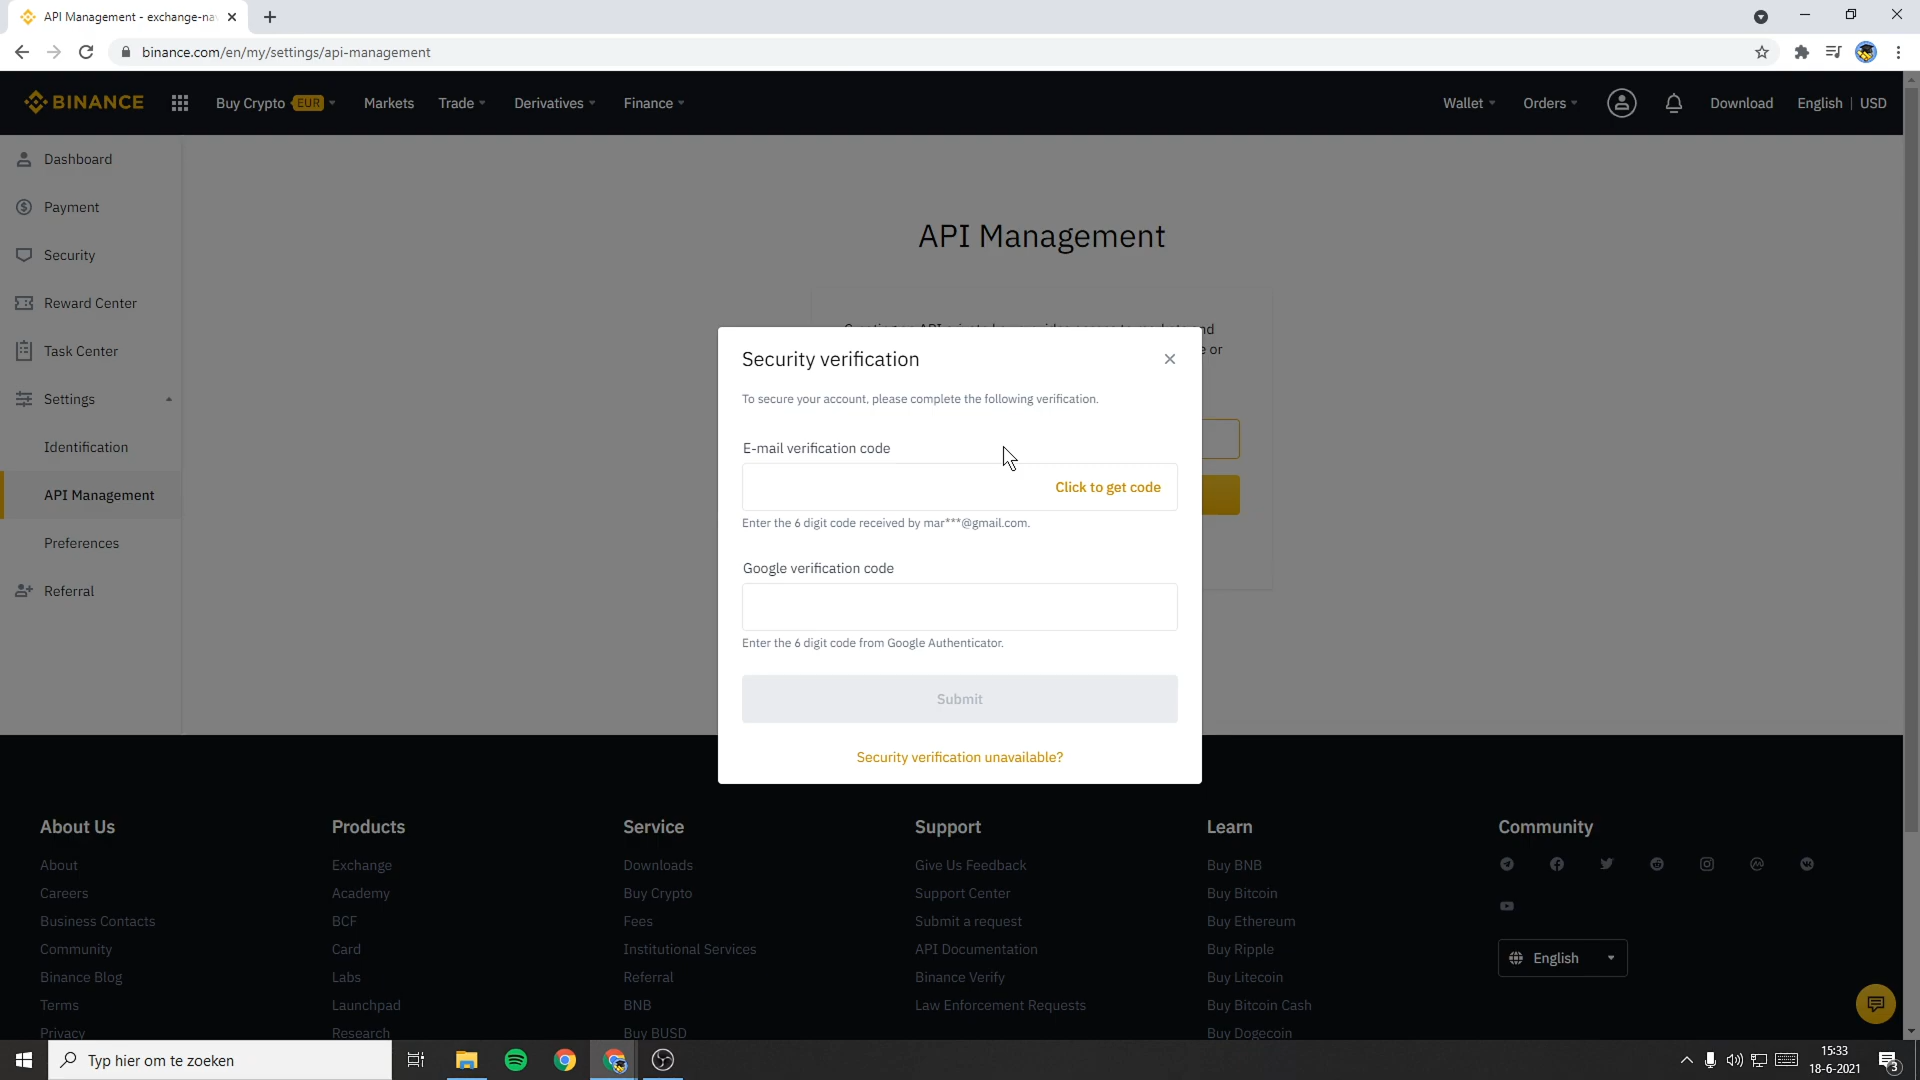 API Management - exchange-na
binance.com/en/my/settings/api-management
BINANCE
Buy Crypto EUR
Markets
Trade
Derivatives
Finance
Wallet
Orders
Download
English | USD
Dashboard
Payment
Security
Reward Center
Task Center
Settings
Identification
API Management
Preferences
Referral
API Management
nd
e or
Security verification
To secure your account, please complete the following verification.
E-mail verification code
Click to get code
Enter the 6 digit code received by mar***@gmail.com.
Google verification code
Enter the 6 digit code from Google Authenticator.
Submit
Security verification unavailable?
About Us
About
Careers
Business Contacts
Community
Binance Blog
Terms
Privacy
Products
Exchange
Academy
BCF
Card
Labs
Launchpad
Research
Service
Downloads
Buy Crypto
Fees
Institutional Services
Referral
BNB
Buy BUSD
Support
Give Us Feedback
Support Center
Submit a request
API Documentation
Binance Verify
Law Enforcement Requests
Learn
Buy BNB
Buy Bitcoin
Buy Ethereum
Buy Ripple
Buy Litecoin
Buy Bitcoin Cash
Buy Dogecoin
Community
English
Typ hier om te zoeken
15:33
18-6-2021
3